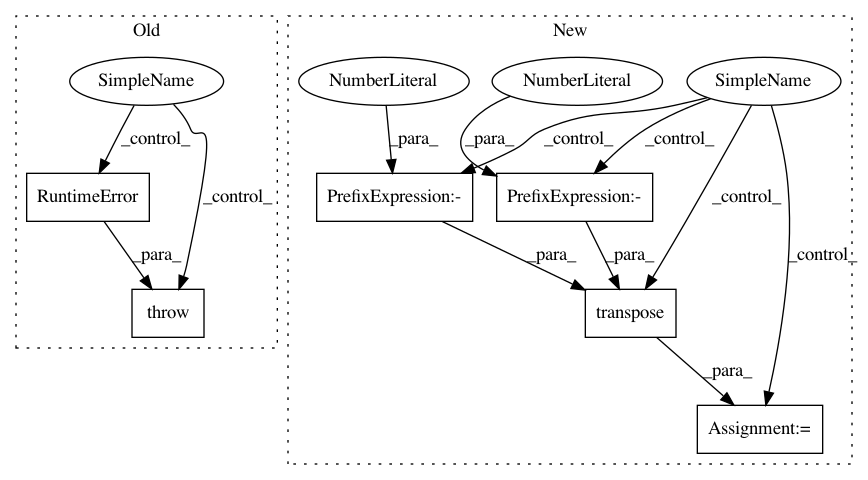 Old
New
SimpleName
NumberLiteral
NumberLiteral
SimpleName
_control_
_para_
_para_
_control_
_control_
RuntimeError
_control_
PrefixExpression:-
PrefixExpression:-
_control_
_para_
_para_
_para_
_control_
throw
transpose
_para_
Assignment:=